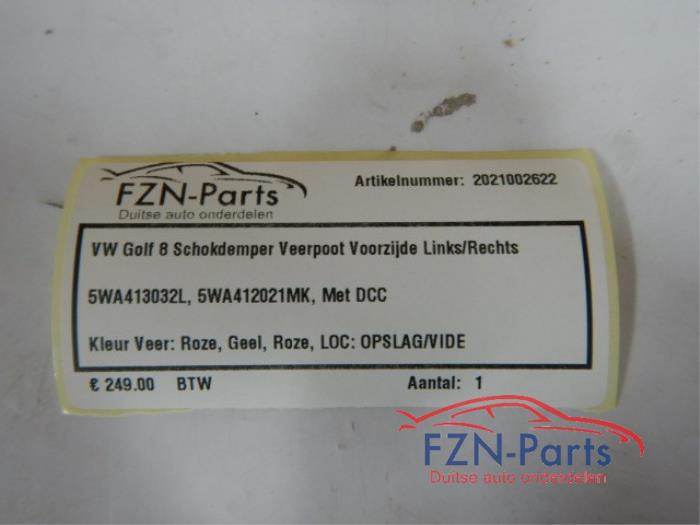 FZN-Parts
Duitse auto onderdelen
Artikelnummer: 2021002622
VW Golf 8 Schokdemper Veerpoot Voorzijde Links/Rechts
5WA413032L, 5WA412021MK, Met DCC
Kleur Veer: Roze, Geel, Roze, LOC: OPSLAG/VIDE
€ 249.00 BTW
Aantal: 1
FZN-Parts
Duitse auto onderdelen